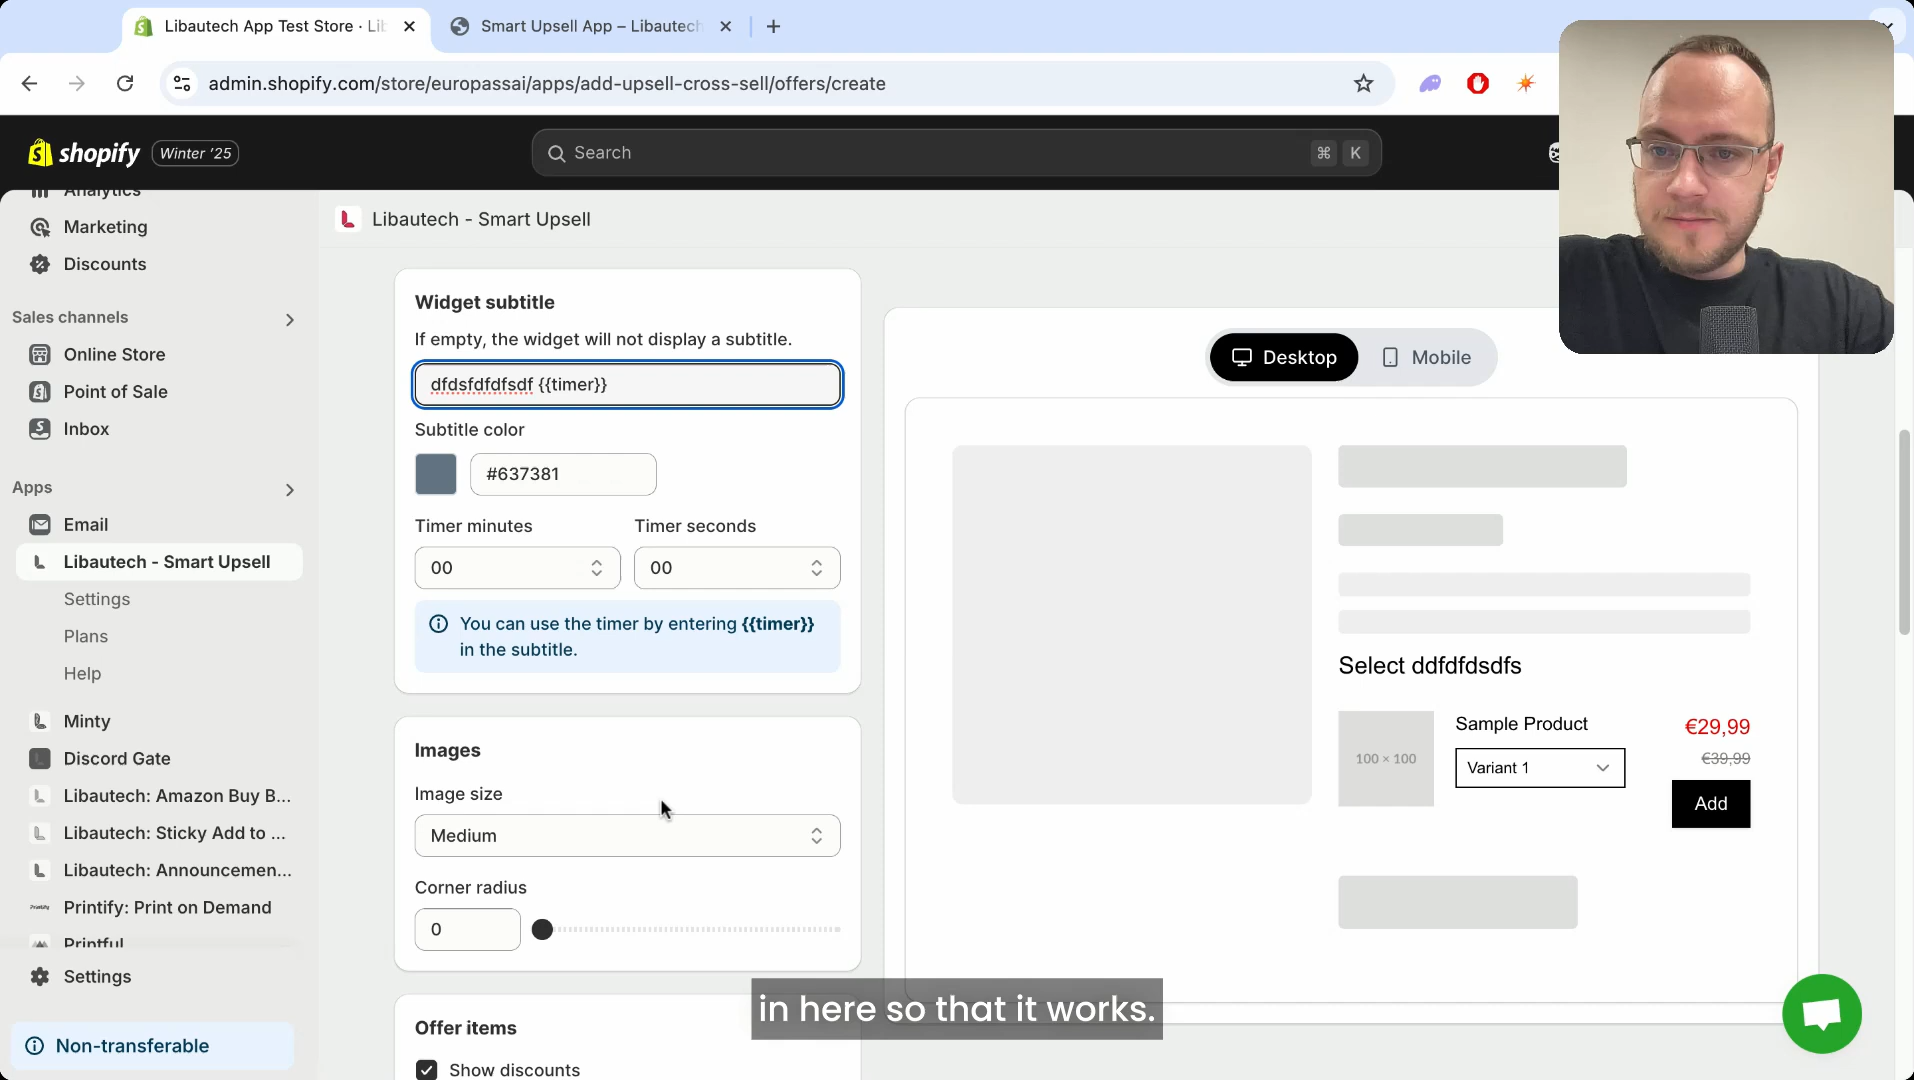 Libautech App Test Store · Lib
Smart Upsell App – Libautech
admin.shopify.com/store/europassai/apps/add-upsell-cross-sell/offers/create
shopify
Winter '25
Search
⌘
K
Analytics
Marketing
Discounts
Sales channels
Online Store
Point of Sale
Inbox
Apps
Email
Libautech - Smart Upsell
Settings
Plans
Help
Minty
Discord Gate
Libautech: Amazon Buy B...
Libautech: Sticky Add to ...
Libautech: Announcemen...
Printify: Print on Demand
Printful
Settings
Non-transferable
Libautech - Smart Upsell
Widget subtitle
If empty, the widget will not display a subtitle.
dfdsfdfdfsdf {{timer}}
Subtitle color
#637381
Timer minutes
Timer seconds
00
00
You can use the timer by entering {{timer}}
in the subtitle.
Images
Image size
Medium
Corner radius
0
Offer items
Show discounts
Desktop
Mobile
Select ddfdfdsdfs
100 × 100
Sample Product
Variant 1
€29,99
€39,99
Add
in here so that it works.